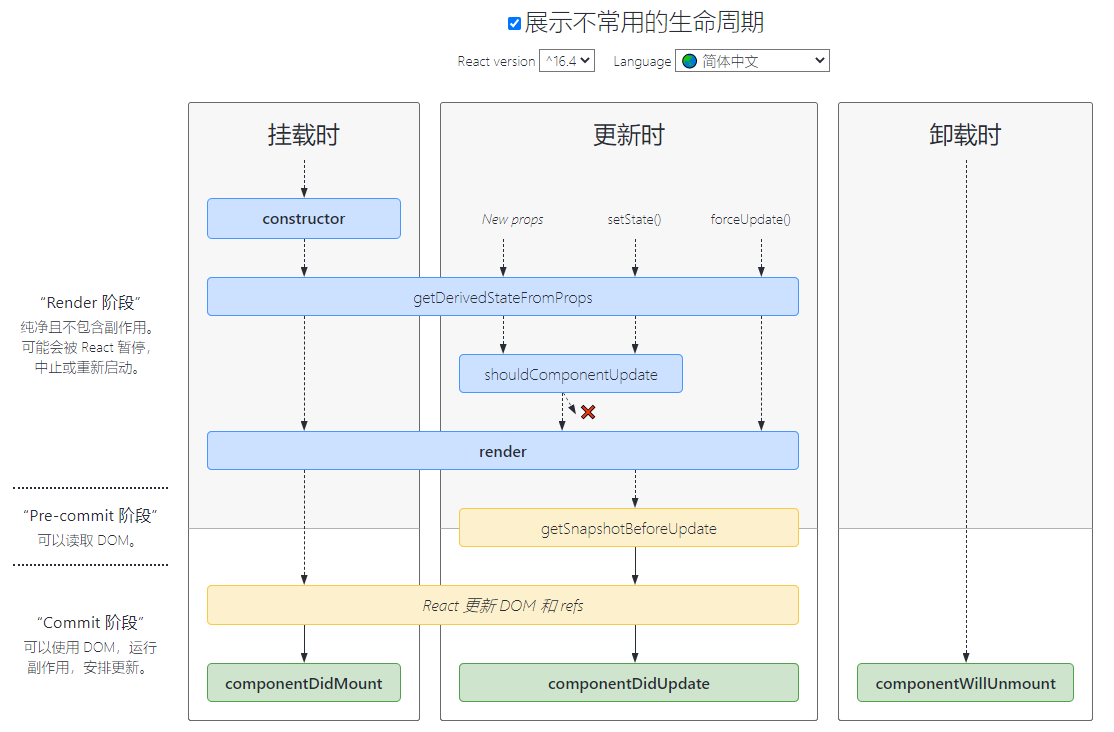 展示不常用的生命周期
React version ^16.4 Language 简体中文
挂载时
更新时
卸载时
constructor
New props
setState()
forceUpdate()
getDerivedStateFromProps
“Render 阶段”
纯净且不包含副作用。
可能会被 React 暂停，
中止或重新启动。
shouldComponentUpdate
render
“Pre-commit 阶段”
可以读取 DOM。
getSnapshotBeforeUpdate
React 更新 DOM 和 refs
“Commit 阶段”
可以使用 DOM，运行
副作用，安排更新。
componentDidMount
componentDidUpdate
componentWillUnmount